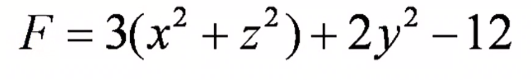 F = 3(x² + z²) + 2y² − 12